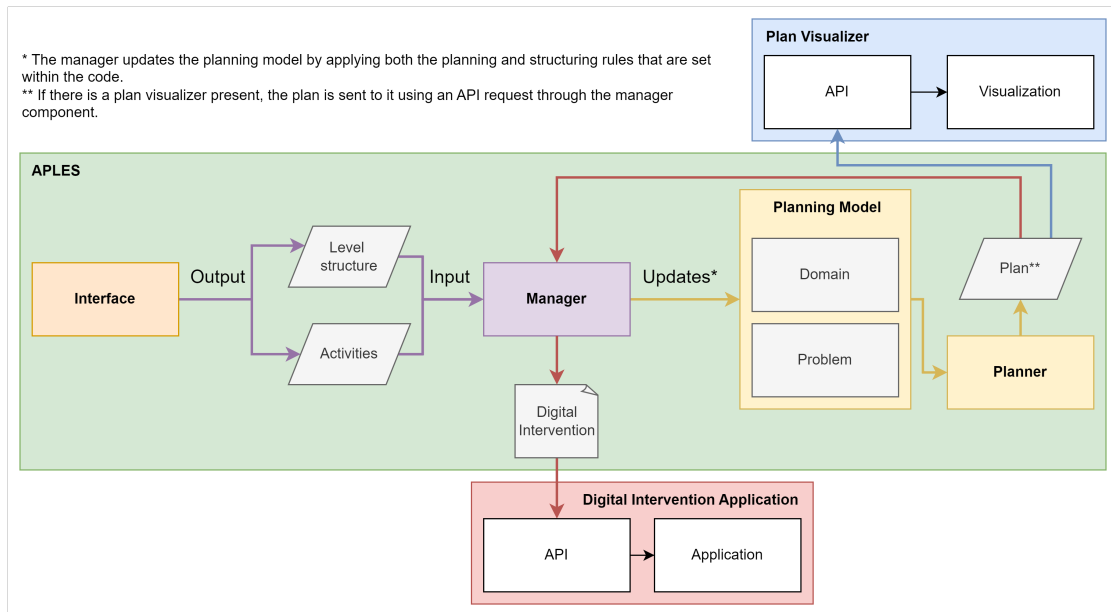 * The manager updates the planning model by applying both the planning and structuring rules that are set
within the code.
** If there is a plan visualizer present, the plan is sent to it using an API request through the manager
component.
Plan Visualizer
API
Visualization
APLES
Interface
Output
Level
structure
Activities
Input
Manager
Updates*
Planning Model
Domain
Problem
Plan**
Planner
Digital
Intervention
Digital Intervention Application
API
Application